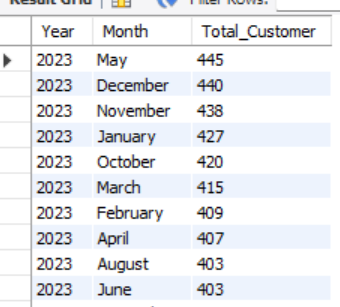 Result Grid Filter Rows:
Year Month Total_Customer
2023 May 445
2023 December 440
2023 November 438
2023 January 427
2023 October 420
2023 March 415
2023 February 409
2023 April 407
2023 August 403
2023 June 403